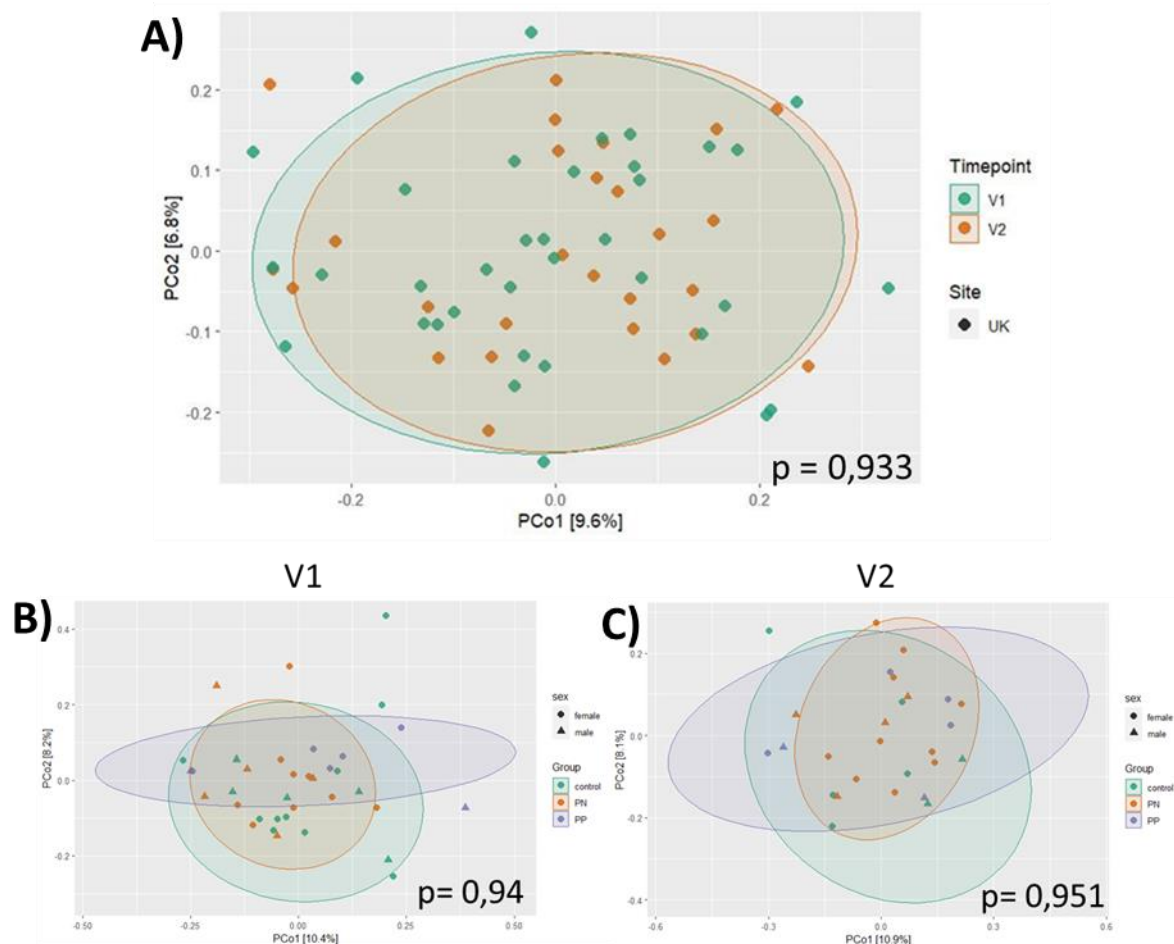 A)
0.2
0.1
0.0
-0.1
-0.2
PCo2 [6.8%]
-0.2
0.0
0.2
PCo1 [9.6%]
p = 0,933
Timepoint
V1
V2
Site
UK
V1
B)
0.4
0.2
0.0
-0.2
PCo2 [8.2%]
-0.50
-0.25
0.00
0.25
0.50
PCo1 [10.4%]
p= 0,94
sex
female
male
Group
control
PN
PP
V2
C)
0.2
0.0
-0.2
-0.4
PCo2 [8.1%]
-0.6
-0.3
0.0
0.3
0.6
PCo1 [10.9%]
p= 0,951
sex
female
male
Group
control
PN
PP